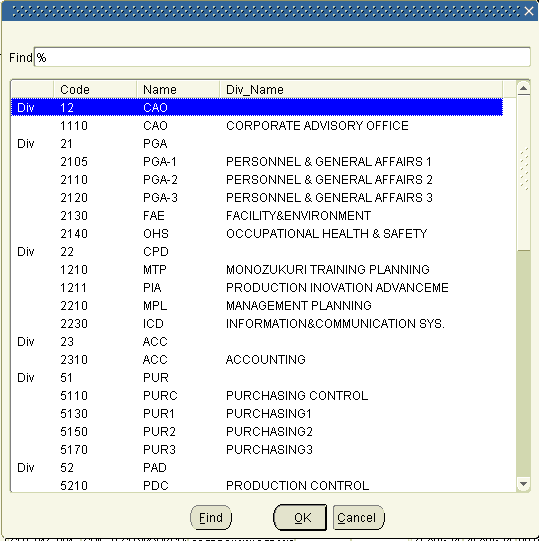 Find %
Code Name Div_Name
Div 12 CAO
1110 CAO CORPORATE ADVISORY OFFICE
Div 21 PGA
2105 PGA-1 PERSONNEL & GENERAL AFFAIRS 1
2110 PGA-2 PERSONNEL & GENERAL AFFAIRS 2
2120 PGA-3 PERSONNEL & GENERAL AFFAIRS 3
2130 FAE FACILITY&ENVIRONMENT
2140 OHS OCCUPATIONAL HEALTH & SAFETY
Div 22 CPD
1210 MTP MONOZUKURI TRAINING PLANNING
1211 PIA PRODUCTION INOVATION ADVANCEME
2210 MPL MANAGEMENT PLANNING
2230 ICD INFORMATION&COMMUNICATION SYS.
Div 23 ACC
2310 ACC ACCOUNTING
Div 51 PUR
5110 PURC PURCHASING CONTROL
5130 PUR1 PURCHASING1
5150 PUR2 PURCHASING2
5170 PUR3 PURCHASING3
Div 52 PAD
5210 PDC PRODUCTION CONTROL
Find OK Cancel